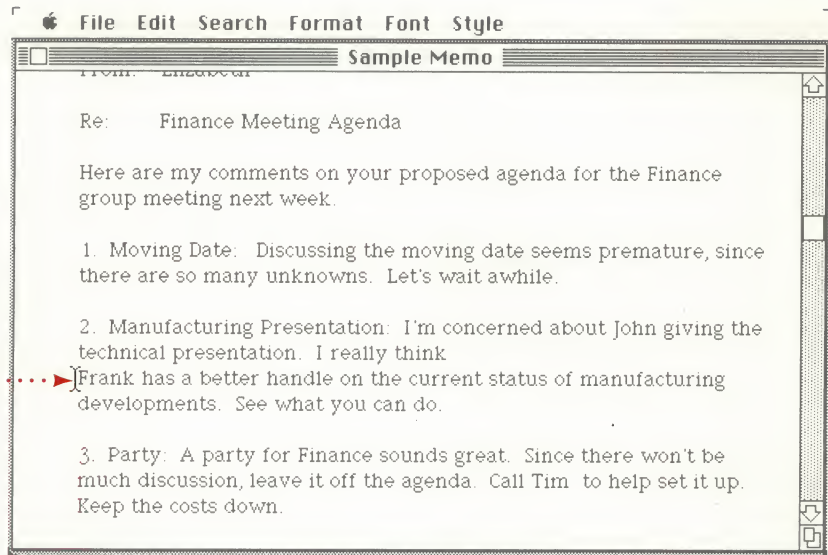 File Edit Search Format Font Style
Sample Memo
From: Elizabeth
Re: Finance Meeting Agenda
Here are my comments on your proposed agenda for the Finance
group meeting next week.
1. Moving Date: Discussing the moving date seems premature, since
there are so many unknowns. Let's wait awhile.
2. Manufacturing Presentation: I'm concerned about John giving the
technical presentation. I really think
Frank has a better handle on the current status of manufacturing
developments. See what you can do.
3. Party: A party for Finance sounds great. Since there won't be
much discussion, leave it off the agenda. Call Tim to help set it up.
Keep the costs down.